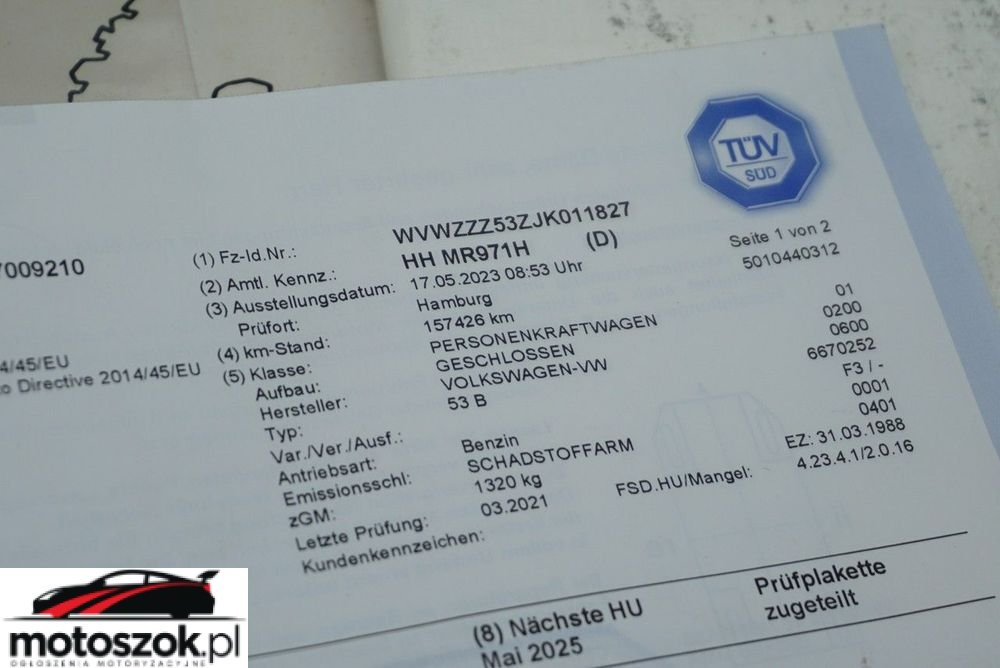 TÜV
SÜD
Seite 1 von 2
5010440312
7009210
(1) Fz-Id.Nr.: WVWZZZ53ZJK011827
(2) Amtl. Kennz.: HH MR971H (D)
(3) Ausstellungsdatum: 17.05.2023 08:53 Uhr
Prüfort: Hamburg
(4) km-Stand: 157426 km
4/45/EU
o Directive 2014/45/EU
(5) Klasse: PERSONENKRAFTWAGEN 01
Aufbau: GESCHLOSSEN 0200
Hersteller: VOLKSWAGEN-VW 0600
Typ: 53 B 6670252
Var./Ver./Ausf.: F3 / -
Antriebsart: Benzin 0001
Emissionsschl: SCHADSTOFFARM 0401
zGM: 1320 kg EZ: 31.03.1988
Letzte Prüfung: 03.2021 FSD.HU/Mangel: 4.23.4.1/2.0.16
Kundenkennzeichen:
(8) Nächste HU
Mai 2025
Prüfplakette
zugeteilt
motoszok.pl
OGŁOSZENIA MOTORYZACYJNE